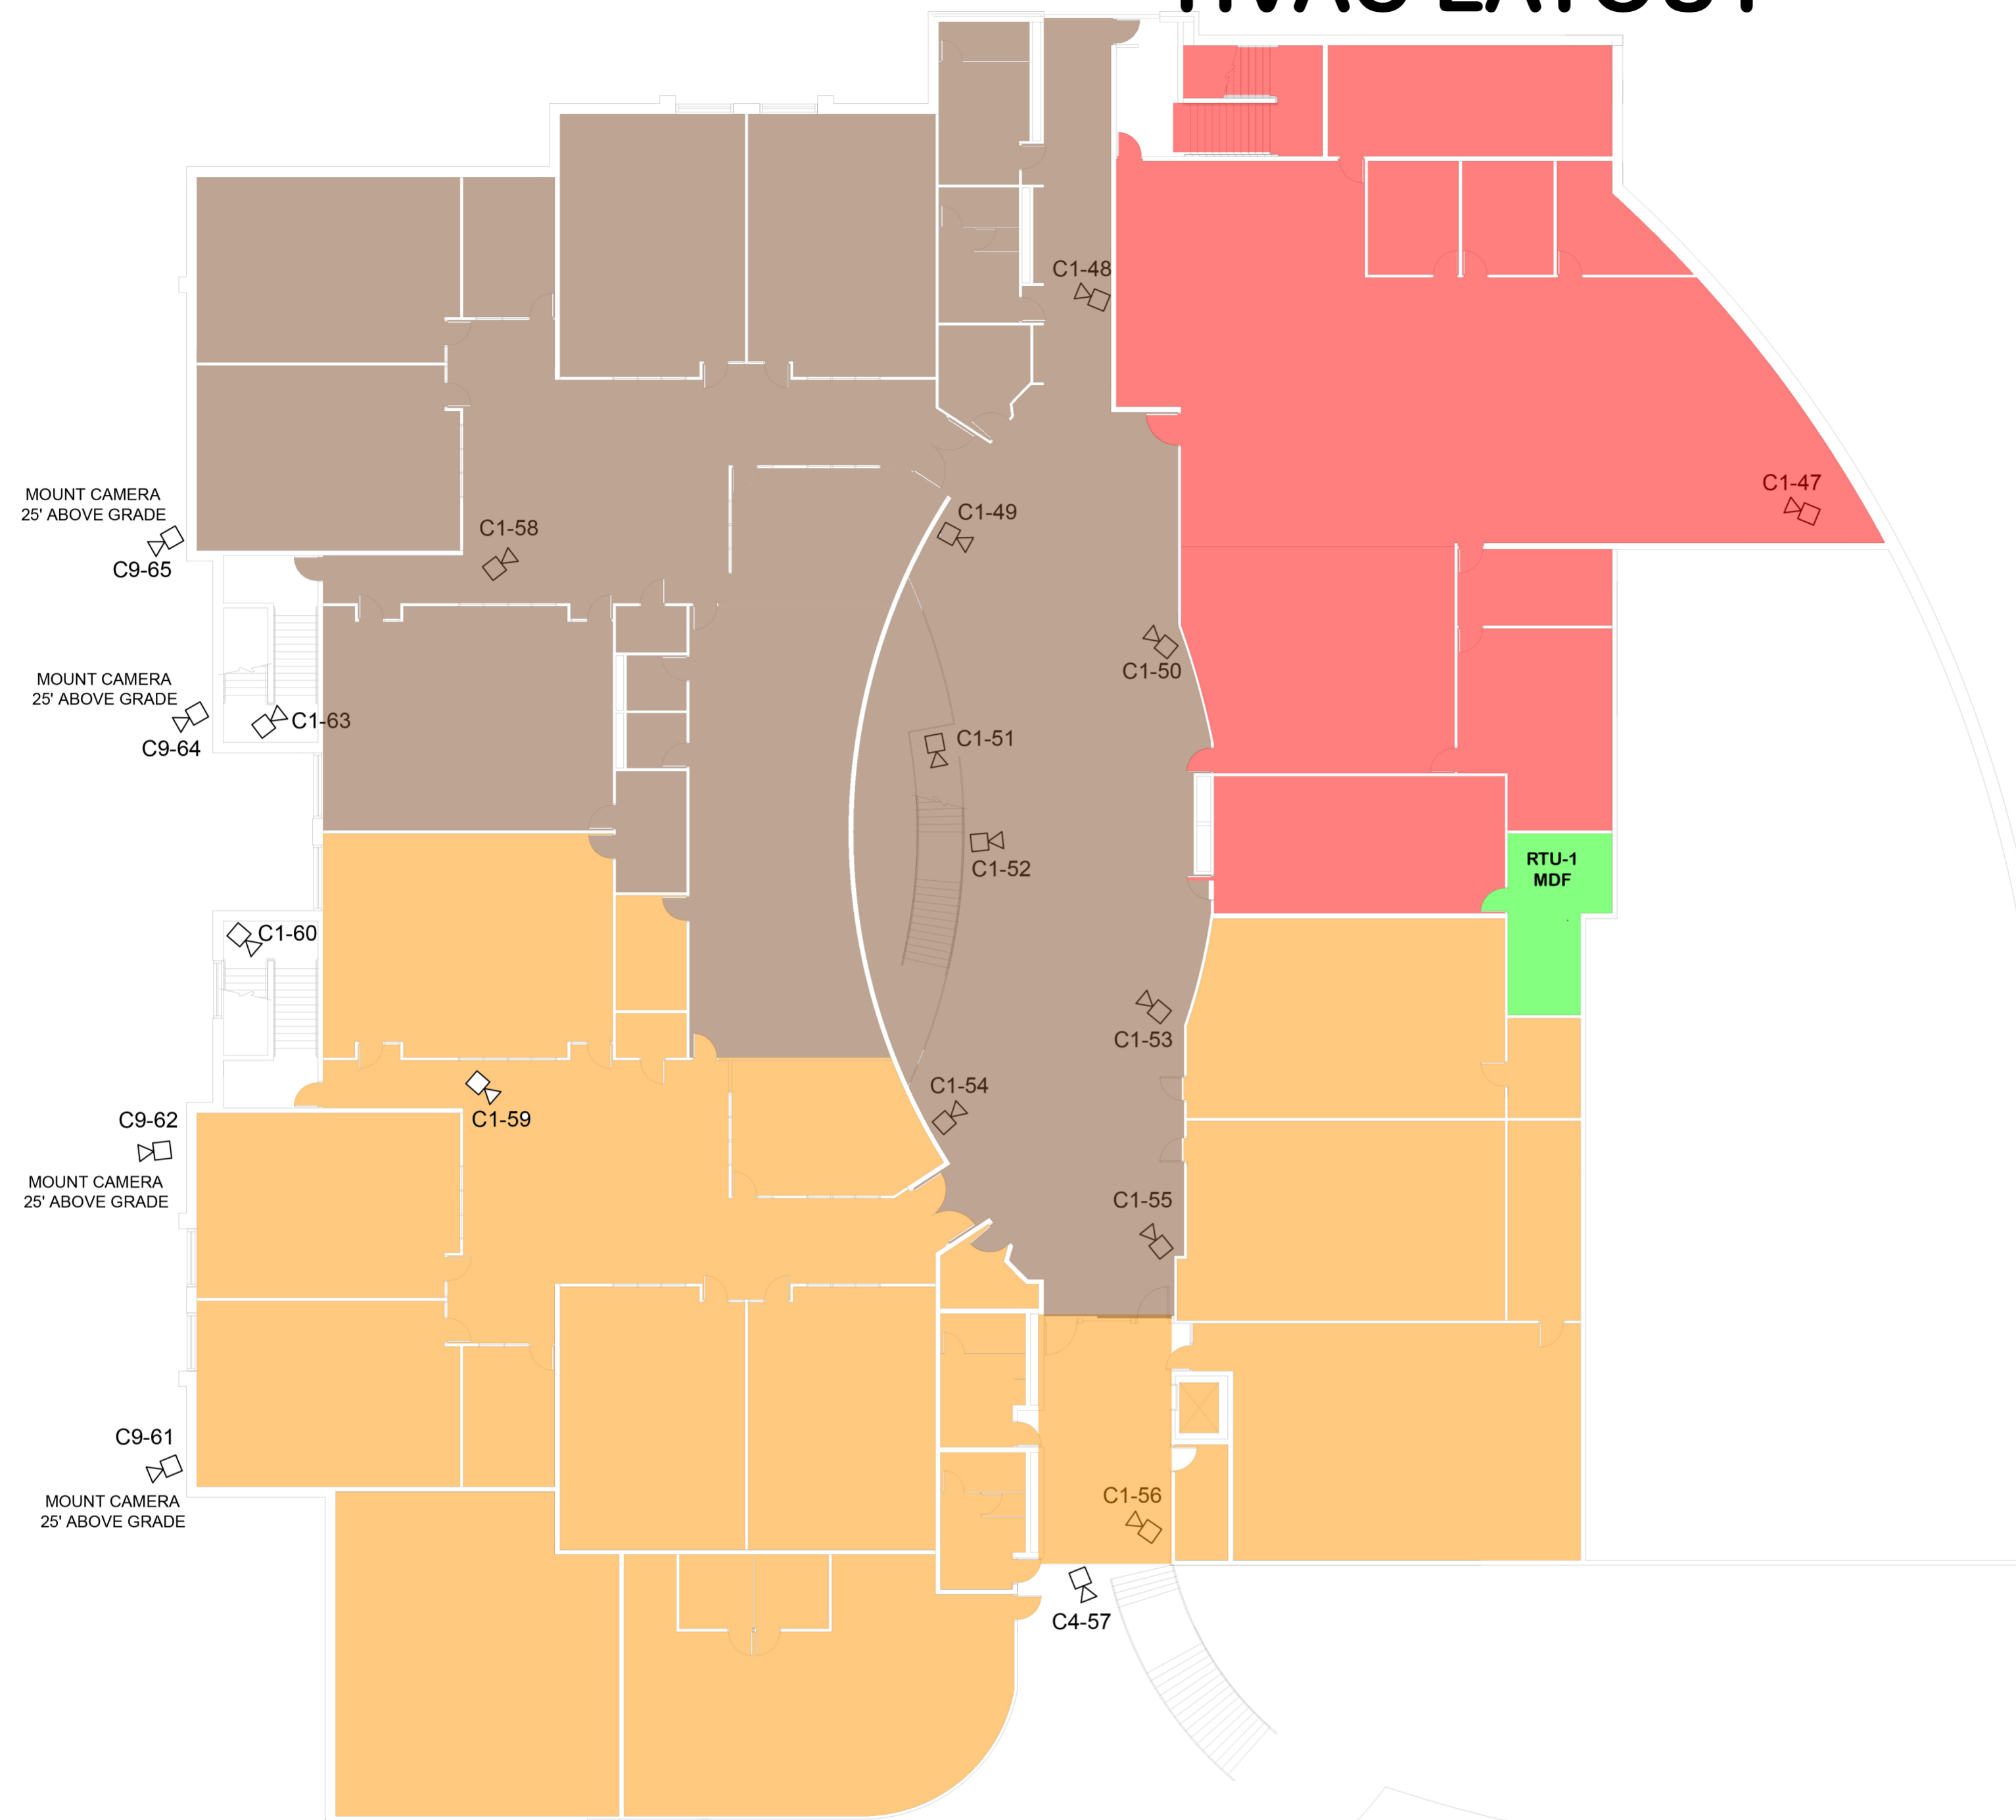 HVAC LAYOUT
C1-48
C1-47
MOUNT CAMERA
25' ABOVE GRADE
C9-65
C1-58
C1-49
C1-50
MOUNT CAMERA
25' ABOVE GRADE
C9-64
C1-63
C1-51
C1-52
RTU-1
MDF
C1-60
C1-53
C1-54
C9-62
MOUNT CAMERA
25' ABOVE GRADE
C1-59
C1-55
C9-61
MOUNT CAMERA
25' ABOVE GRADE
C1-56
C4-57